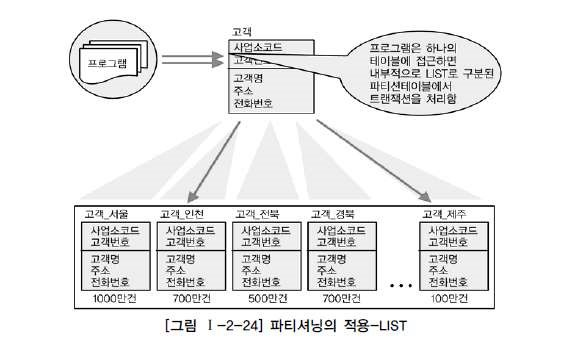 고객
사업소코드
고객번호
고객명
주소
전화번호
프로그램
프로그램은 하나의
테이블에 접근하면
내부적으로 LIST로 구분된
파티션테이블에서
트랜잭션을 처리함
고객_서울
사업소코드
고객번호
고객명
주소
전화번호
1000만건
고객_인천
사업소코드
고객번호
고객명
주소
전화번호
700만건
고객_전북
사업소코드
고객번호
고객명
주소
전화번호
500만건
고객_경북
사업소코드
고객번호
고객명
주소
전화번호
700만건
...
고객_제주
사업소코드
고객번호
고객명
주소
전화번호
100만건
[그림 Ⅰ-2-24] 파티셔닝의 적용-LIST